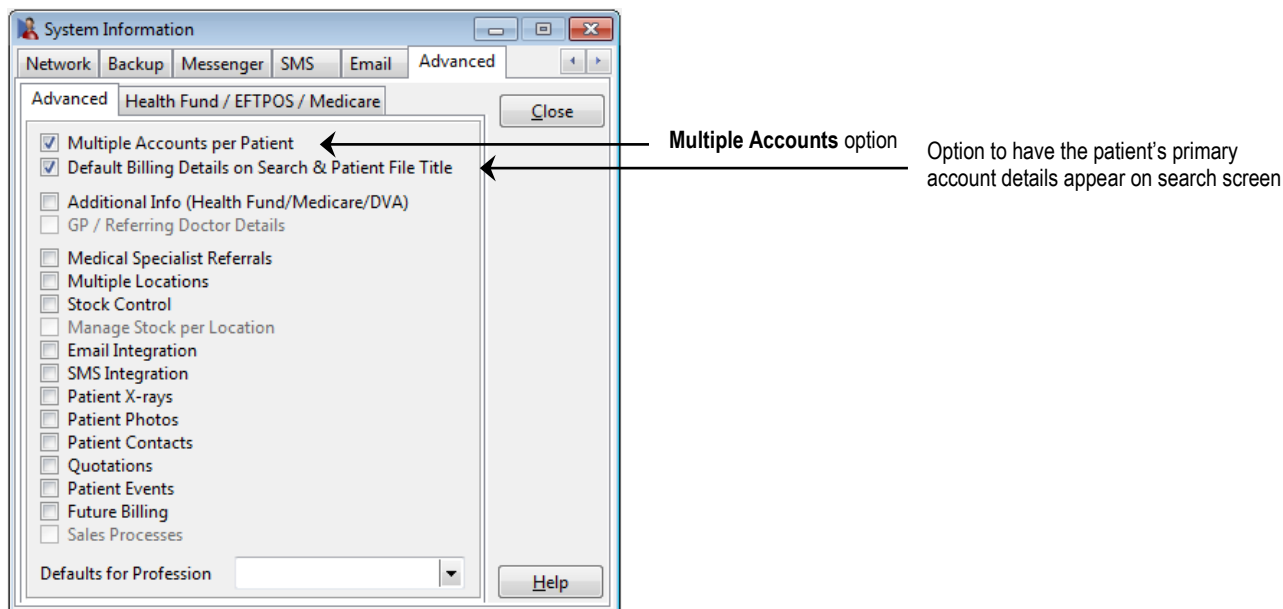 System Information
Network Backup Messenger SMS Email Advanced
Advanced Health Fund / EFTPOS / Medicare
Close
Multiple Accounts per Patient
Multiple Accounts option
Default Billing Details on Search & Patient File Title
Option to have the patient's primary
account details appear on search screen
Additional Info (Health Fund/Medicare/DVA)
GP / Referring Doctor Details
Medical Specialist Referrals
Multiple Locations
Stock Control
Manage Stock per Location
Email Integration
SMS Integration
Patient X-rays
Patient Photos
Patient Contacts
Quotations
Patient Events
Future Billing
Sales Processes
Defaults for Profession
Help